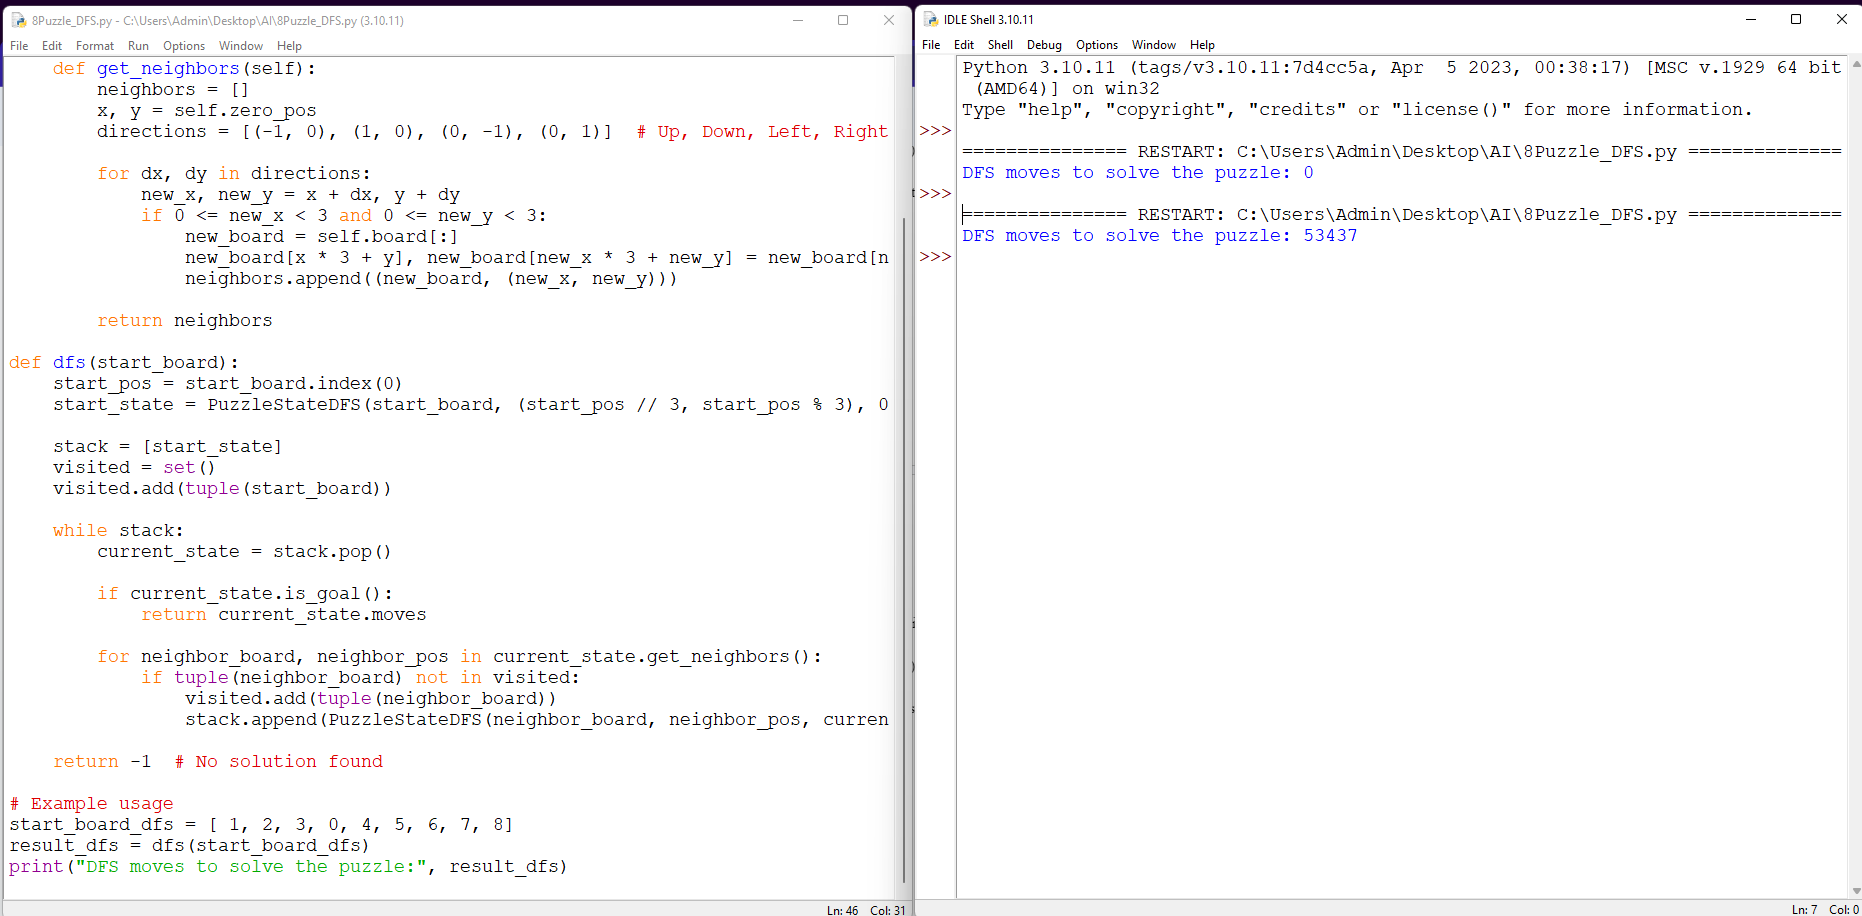 8Puzzle_DFS.py - C:\Users\Admin\Desktop\AI\8Puzzle_DFS.py (3.10.11)
File Edit Format Run Options Window Help
def get_neighbors(self):
neighbors = []
x, y = self.zero_pos
directions = [(-1, 0), (1, 0), (0, -1), (0, 1)]  # Up, Down, Left, Right
for dx, dy in directions:
new_x, new_y = x + dx, y + dy
if 0 <= new_x < 3 and 0 <= new_y < 3:
new_board = self.board[:]
new_board[x * 3 + y], new_board[new_x * 3 + new_y] = new_board[n
neighbors.append((new_board, (new_x, new_y)))
return neighbors
def dfs(start_board):
start_pos = start_board.index(0)
start_state = PuzzleStateDFS(start_board, (start_pos // 3, start_pos % 3), 0
stack = [start_state]
visited = set()
visited.add(tuple(start_board))
while stack:
current_state = stack.pop()
if current_state.is_goal():
return current_state.moves
for neighbor_board, neighbor_pos in current_state.get_neighbors():
if tuple(neighbor_board) not in visited:
visited.add(tuple(neighbor_board))
stack.append(PuzzleStateDFS(neighbor_board, neighbor_pos, curren
return -1  # No solution found
# Example usage
start_board_dfs = [ 1, 2, 3, 0, 4, 5, 6, 7, 8]
result_dfs = dfs(start_board_dfs)
print("DFS moves to solve the puzzle:", result_dfs)
Ln: 46 Col: 31
IDLE Shell 3.10.11
File Edit Shell Debug Options Window Help
Python 3.10.11 (tags/v3.10.11:7d4cc5a, Apr  5 2023, 00:38:17) [MSC v.1929 64 bit
(AMD64)] on win32
Type "help", "copyright", "credits" or "license()" for more information.
>>>
=============== RESTART: C:\Users\Admin\Desktop\AI\8Puzzle_DFS.py ==============
DFS moves to solve the puzzle: 0
>>>
=============== RESTART: C:\Users\Admin\Desktop\AI\8Puzzle_DFS.py ==============
DFS moves to solve the puzzle: 53437
>>>
Ln: 7 Col: 0